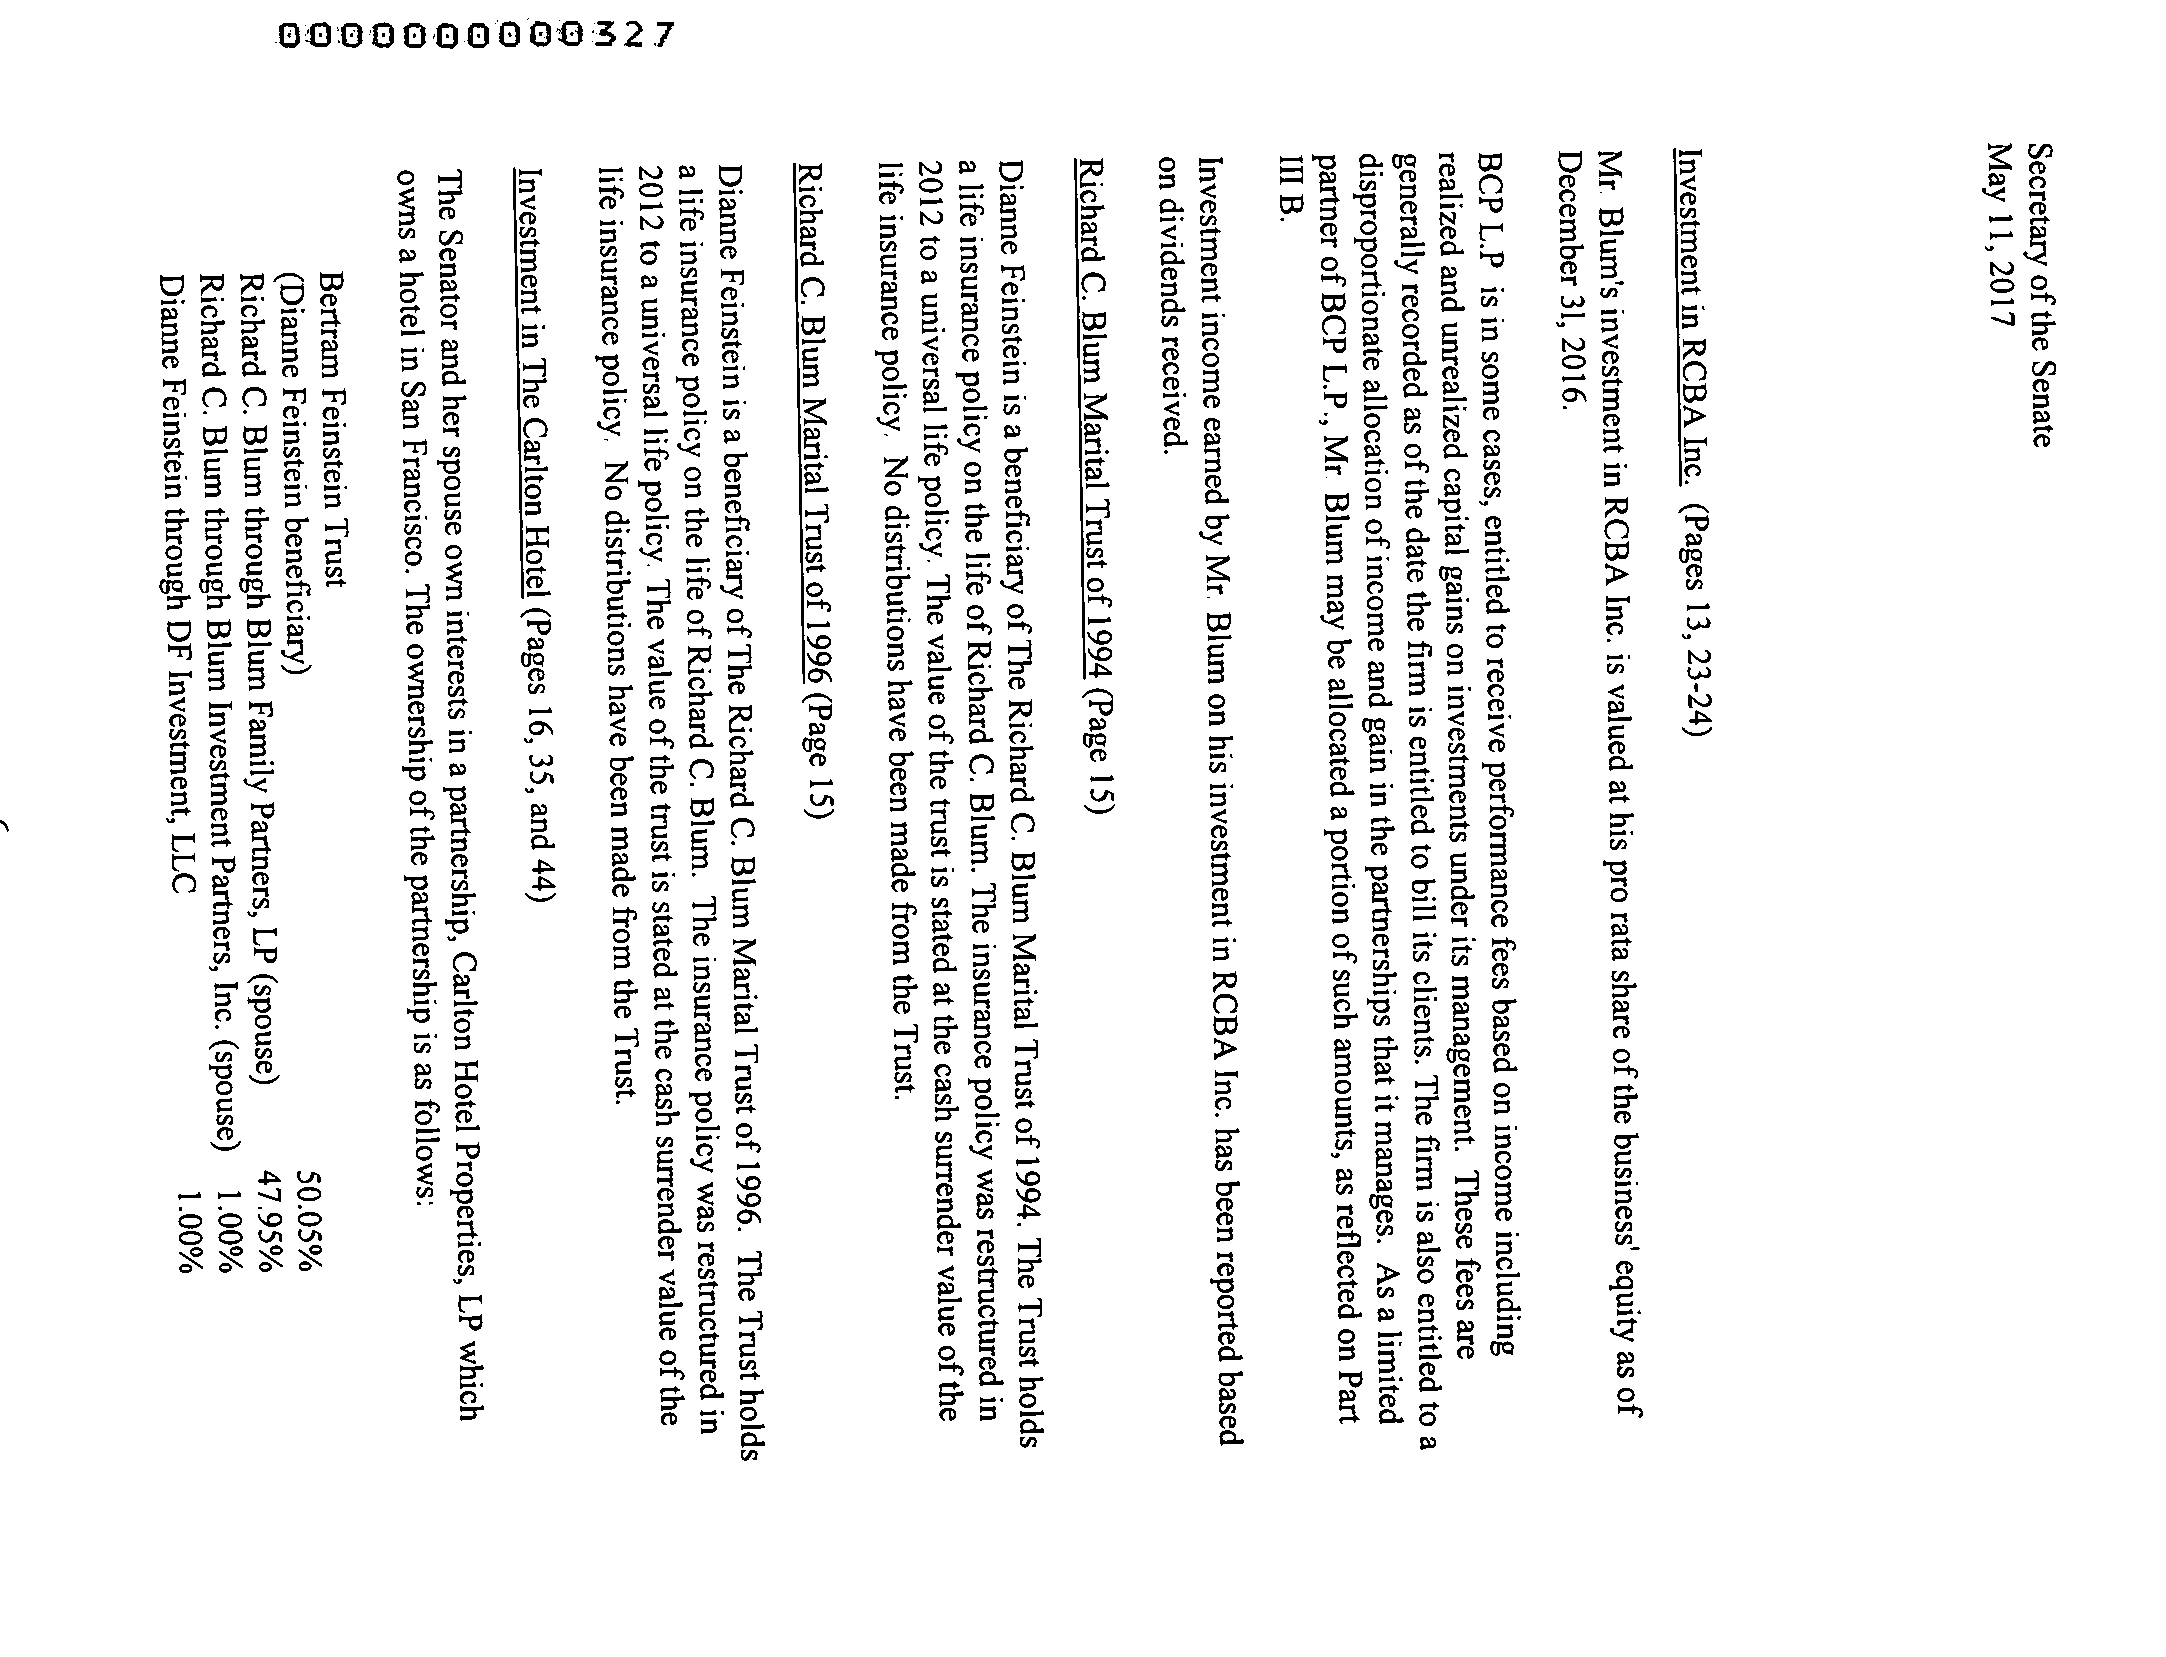 Secretary of the Senate
May 11, 2017
Investment in RCBA Inc. (Pages 13, 23-24)
Mr. Blum's investment in RCBA Inc. is valued at his pro rata share of the business' equity as of
December 31, 2016.
BCP L.P is in some cases, entitled to receive performance fees based on income including
realized and unrealized capital gains on investments under its management. These fees are
generally recorded as of the date the firm is entitled to bill its clients. The firm is also entitled to a
disproportionate allocation of income and gain in the partnerships that it manages. As a limited
partner of BCP L.P., Mr. Blum may be allocated a portion of such amounts, as reflected on Part
III B.
Investment income earned by Mr. Blum on his investment in RCBA Inc. has been reported based
on dividends received.
Richard C. Blum Marital Trust of 1994 (Page 15)
Dianne Feinstein is a beneficiary of The Richard C. Blum Marital Trust of 1994. The Trust holds
a life insurance policy on the life of Richard C. Blum. The insurance policy was restructured in
2012 to a universal life policy. The value of the trust is stated at the cash surrender value of the
life insurance policy. No distributions have been made from the Trust.
Richard C. Blum Marital Trust of 1996 (Page 15)
Dianne Feinstein is a beneficiary of The Richard C. Blum Marital Trust of 1996. The Trust holds
a life insurance policy on the life of Richard C. Blum. The insurance policy was restructured in
2012 to a universal life policy. The value of the trust is stated at the cash surrender value of the
life insurance policy. No distributions have been made from the Trust.
Investment in The Carlton Hotel (Pages 16, 35, and 44)
The Senator and her spouse own interests in a partnership, Carlton Hotel Properties, LP which
owns a hotel in San Francisco. The ownership of the partnership is as follows:
Bertram Feinstein Trust
(Dianne Feinstein beneficiary) 50.05%
Richard C. Blum through Blum Family Partners, LP (spouse) 47.95%
Richard C. Blum through Blum Investment Partners, Inc. (spouse) 1.00%
Dianne Feinstein through DF Investment, LLC 1.00%
0000000000327